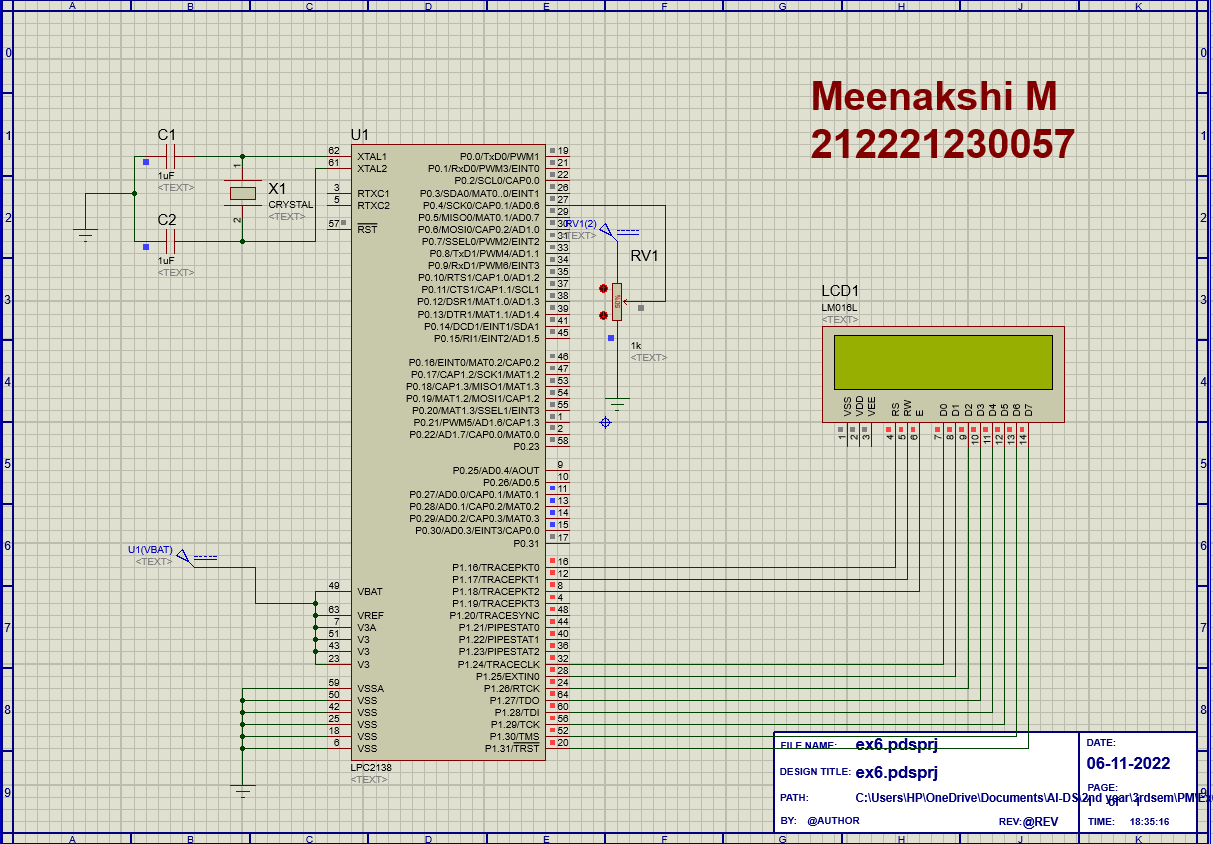 A B C D E F G H J K
0 0
Meenakshi M
212221230057
1 1
C1
1uF
<TEXT>
X1
CRYSTAL
<TEXT>
1
2
C2
1uF
<TEXT>
U1
62 XTAL1
61 XTAL2
3 RTXC1
5 RTXC2
57 RST
P0.0/TxD0/PWM1 19
P0.1/RxD0/PWM3/EINT0 21
P0.2/SCL0/CAP0.0 22
P0.3/SDA0/MAT0..0/EINT1 26
P0.4/SCK0/CAP0.1/AD0.6 27
P0.5/MISO0/MAT0.1/AD0.7 29
P0.6/MOSI0/CAP0.2/AD1.0 30
P0.7/SSEL0/PWM2/EINT2 31
P0.8/TxD1/PWM4/AD1.1 33
P0.9/RxD1/PWM6/EINT3 34
P0.10/RTS1/CAP1.0/AD1.2 35
P0.11/CTS1/CAP1.1/SCL1 37
P0.12/DSR1/MAT1.0/AD1.3 38
P0.13/DTR1/MAT1.1/AD1.4 39
P0.14/DCD1/EINT1/SDA1 41
P0.15/RI1/EINT2/AD1.5 45
P0.16/EINT0/MAT0.2/CAP0.2 46
P0.17/CAP1.2/SCK1/MAT1.2 47
P0.18/CAP1.3/MISO1/MAT1.3 53
P0.19/MAT1.2/MOSI1/CAP1.2 54
P0.20/MAT1.3/SSEL1/EINT3 55
P0.21/PWM5/AD1.6/CAP1.3 1
P0.22/AD1.7/CAP0.0/MAT0.0 2
P0.23 58
P0.25/AD0.4/AOUT 9
P0.26/AD0.5 10
P0.27/AD0.0/CAP0.1/MAT0.1 11
P0.28/AD0.1/CAP0.2/MAT0.2 13
P0.29/AD0.2/CAP0.3/MAT0.3 14
P0.30/AD0.3/EINT3/CAP0.0 15
P0.31 17
P1.16/TRACEPKT0 16
P1.17/TRACEPKT1 12
P1.18/TRACEPKT2 8
P1.19/TRACEPKT3 4
P1.20/TRACESYNC 48
P1.21/PIPESTAT0 44
P1.22/PIPESTAT1 40
P1.23/PIPESTAT2 36
P1.24/TRACECLK 32
P1.25/EXTIN0 28
P1.26/RTCK 24
P1.27/TDO 64
P1.28/TDI 60
P1.29/TCK 56
P1.30/TMS 52
P1.31/TRST 20
U1(VBAT)
<TEXT>
49 VBAT
63 VREF
7 V3A
51 V3
43 V3
23 V3
59 VSSA
50 VSS
42 VSS
25 VSS
18 VSS
6 VSS
LPC2138
<TEXT>
RV1(2)
<TEXT>
RV1
50%
1k
<TEXT>
LCD1
LM016L
<TEXT>
VSS VDD VEE RS RW E D0 D1 D2 D3 D4 D5 D6 D7
1 2 3 4 5 6 7 8 9 10 11 12 13 14
2 2
3 3
4 4
5 5
6 6
7 7
8 8
9 9
FILE NAME: ex6.pdsprj
DESIGN TITLE: ex6.pdsprj
PATH: C:\Users\HP\OneDrive\Documents\AI-DS\2nd year\3rdsem\PM\Ex
BY: @AUTHOR REV:@REV
DATE:
06-11-2022
PAGE:
of
TIME: 18:35:16
A B C D E F G H J K